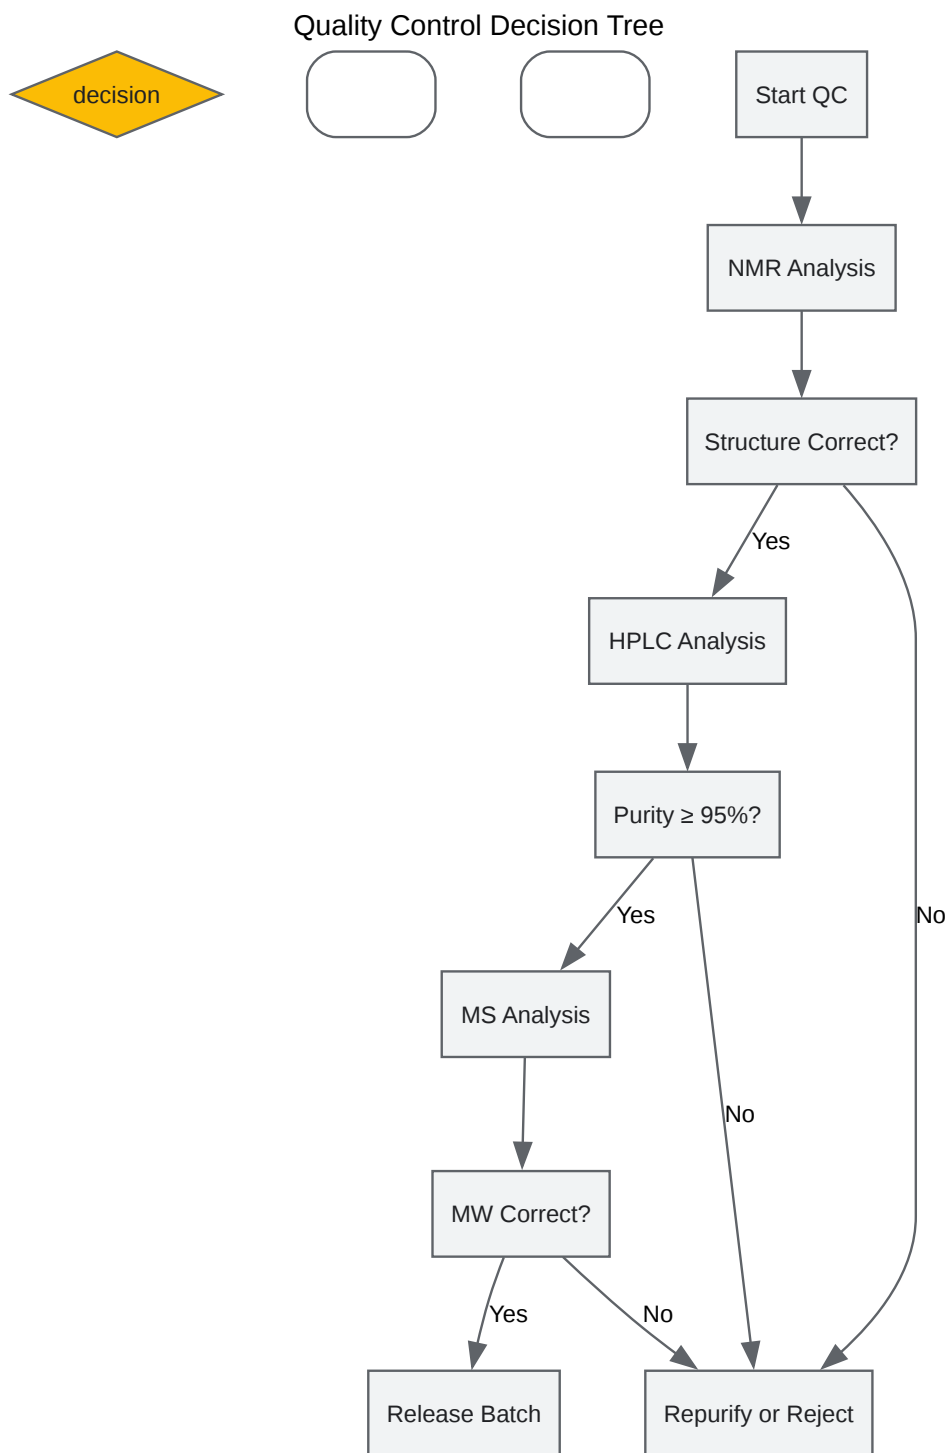 Quality Control Decision Tree
decision
Start QC
NMR Analysis
Structure Correct?
Yes
HPLC Analysis
Purity ≥ 95%?
Yes
No
MS Analysis
No
MW Correct?
Yes
No
Release Batch
Repurify or Reject